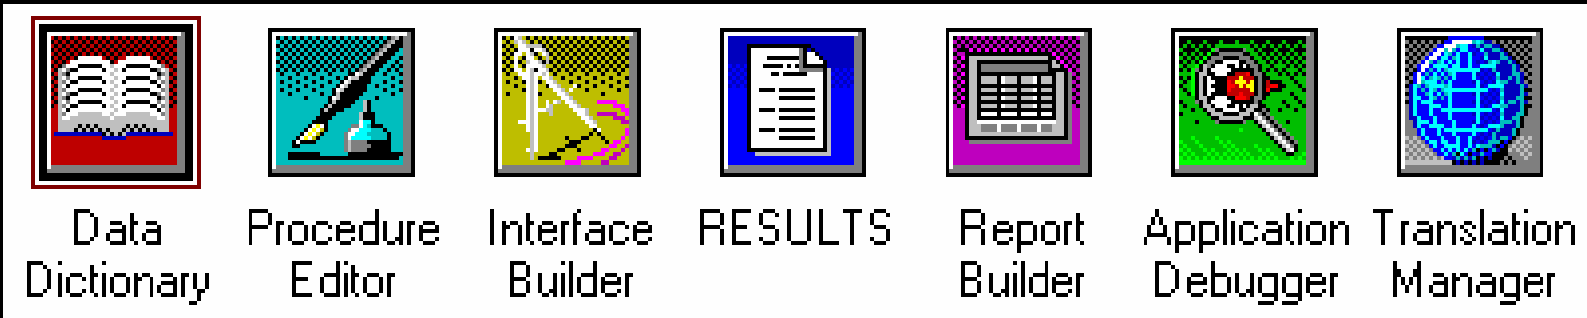 Data
Dictionary
Procedure
Editor
Interface
Builder
RESULTS
Report
Builder
Application
Debugger
Translation
Manager